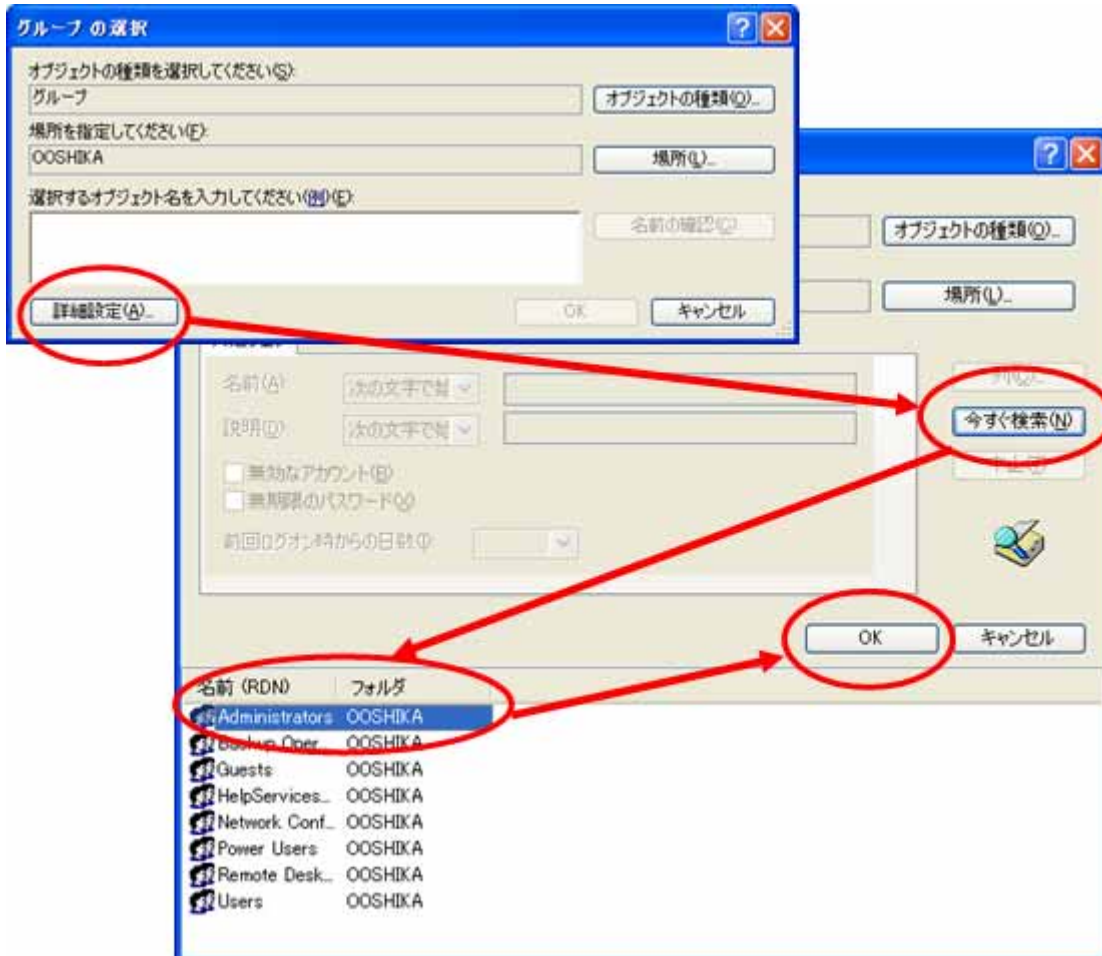 グループ の選択
オブジェクトの種類を選択してください(S):
グループ
オブジェクトの種類(O)...
場所を指定してください(F):
OOSHIKA
場所(L)...
選択するオブジェクト名を入力してください(例)(E):
名前の確認(C)
詳細設定(A)...
OK
キャンセル
オブジェクトの種類(O)...
場所(L)...
名前(A):
次の文字で始
説明(D):
次の文字で始
無効なアカウント(B)
無期限のパスワード(X)
前回ログオン時からの日数(I):
今すぐ検索(N)
中止(T)
OK
キャンセル
名前 (RDN)
フォルダ
Administrators OOSHIKA
Backup Oper... OOSHIKA
Guests OOSHIKA
HelpServices... OOSHIKA
Network Conf... OOSHIKA
Power Users OOSHIKA
Remote Desk... OOSHIKA
Users OOSHIKA